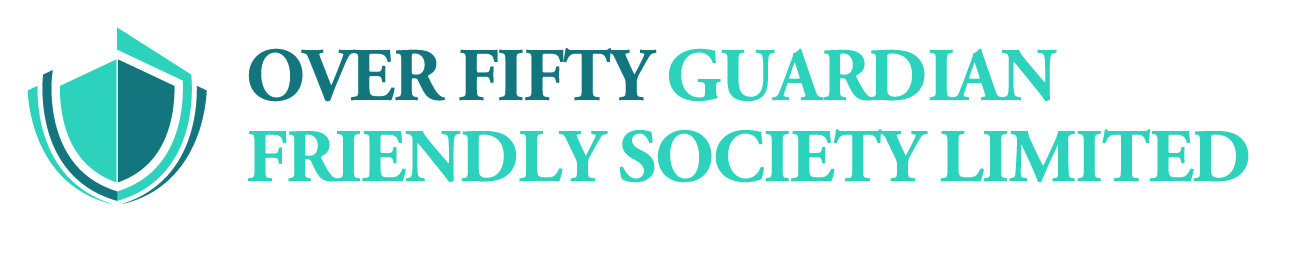 OVER FIFTY GUARDIAN
FRIENDLY SOCIETY LIMITED